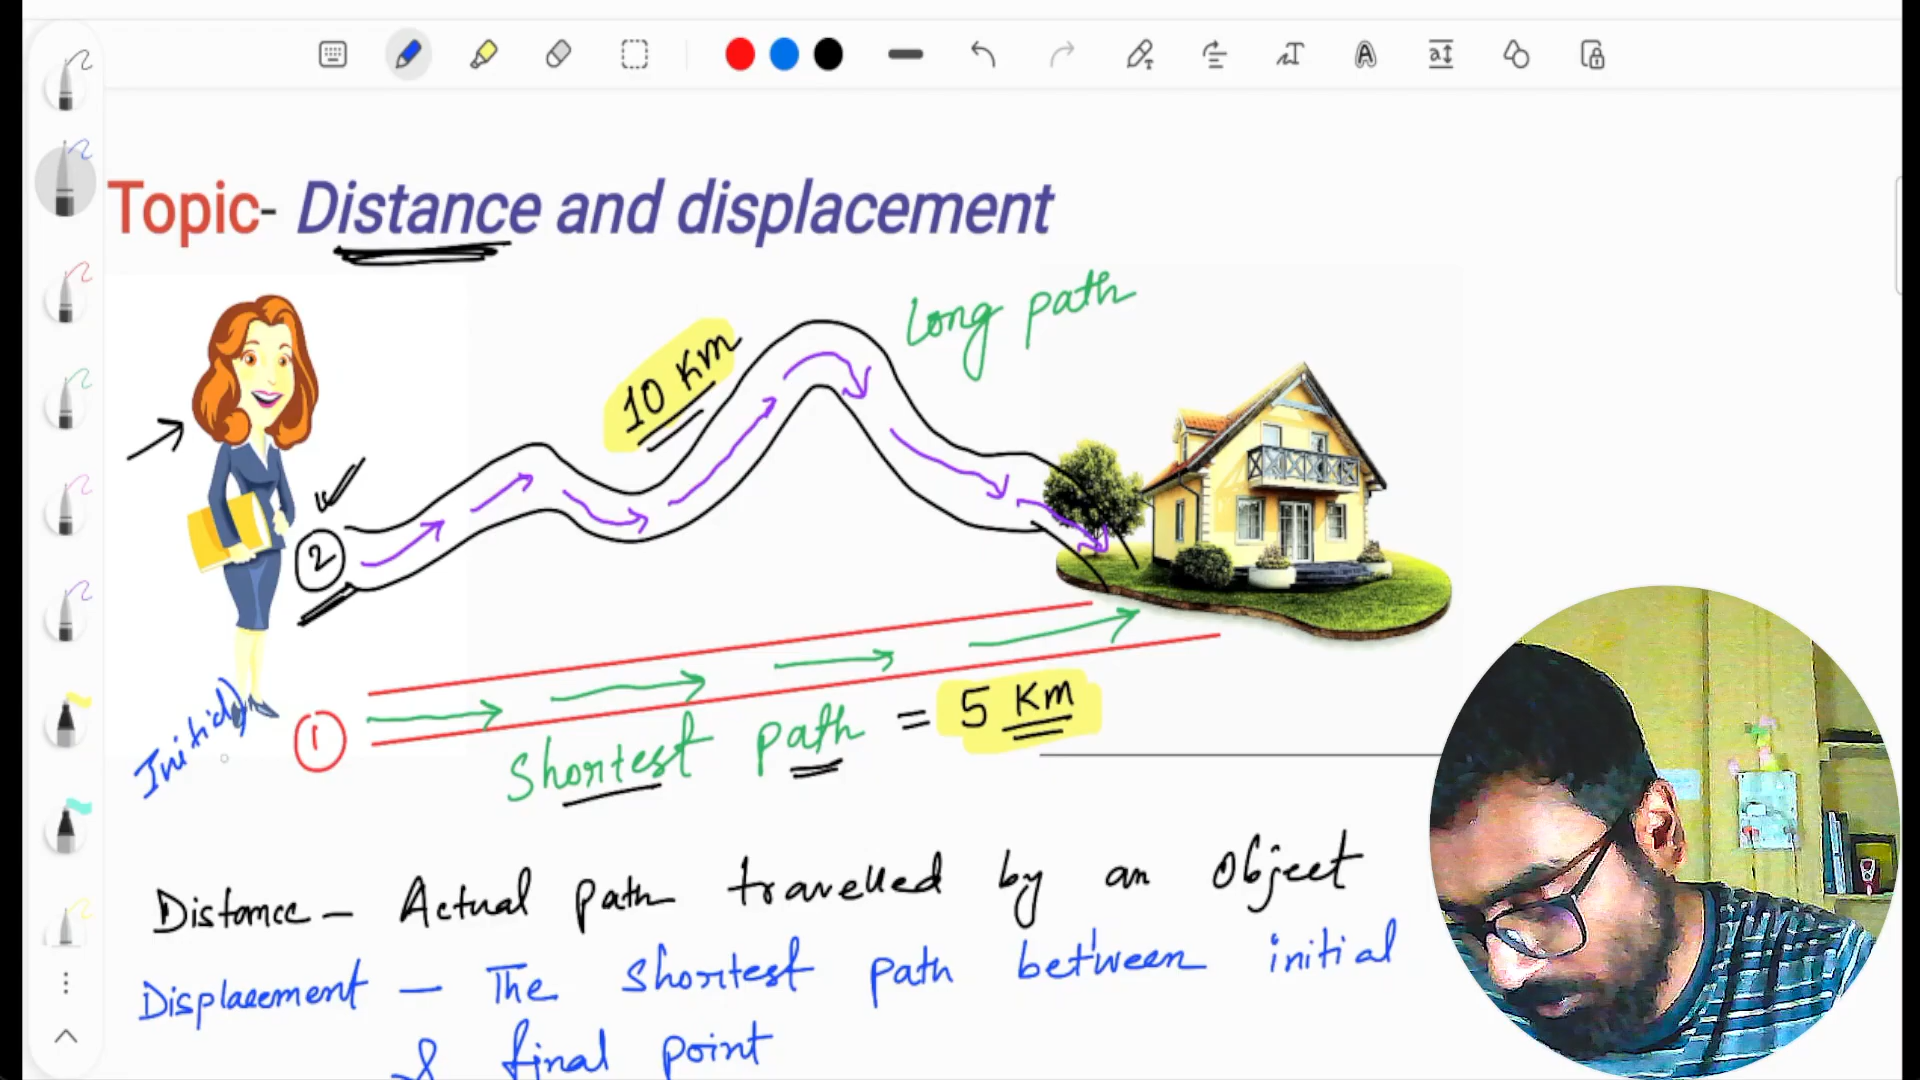 Topic- Distance and displacement
Long path
10 Km
2
Initial
1
Shortest path = 5 Km
Distance - Actual path travelled by an Object
Displacement - The shortest path between initial
& final point